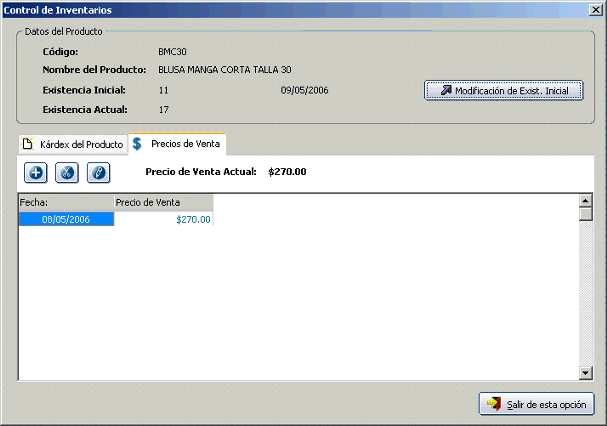 Control de Inventarios
Datos del Producto
Código: BMC30
Nombre del Producto: BLUSA MANGA CORTA TALLA 30
Existencia Inicial: 11 09/05/2006 Modificación de Exist. Inicial
Existencia Actual: 17
Kárdex del Producto Precios de Venta
Precio de Venta Actual: $270.00
Fecha: Precio de Venta
08/05/2006 $270.00
Salir de esta opción